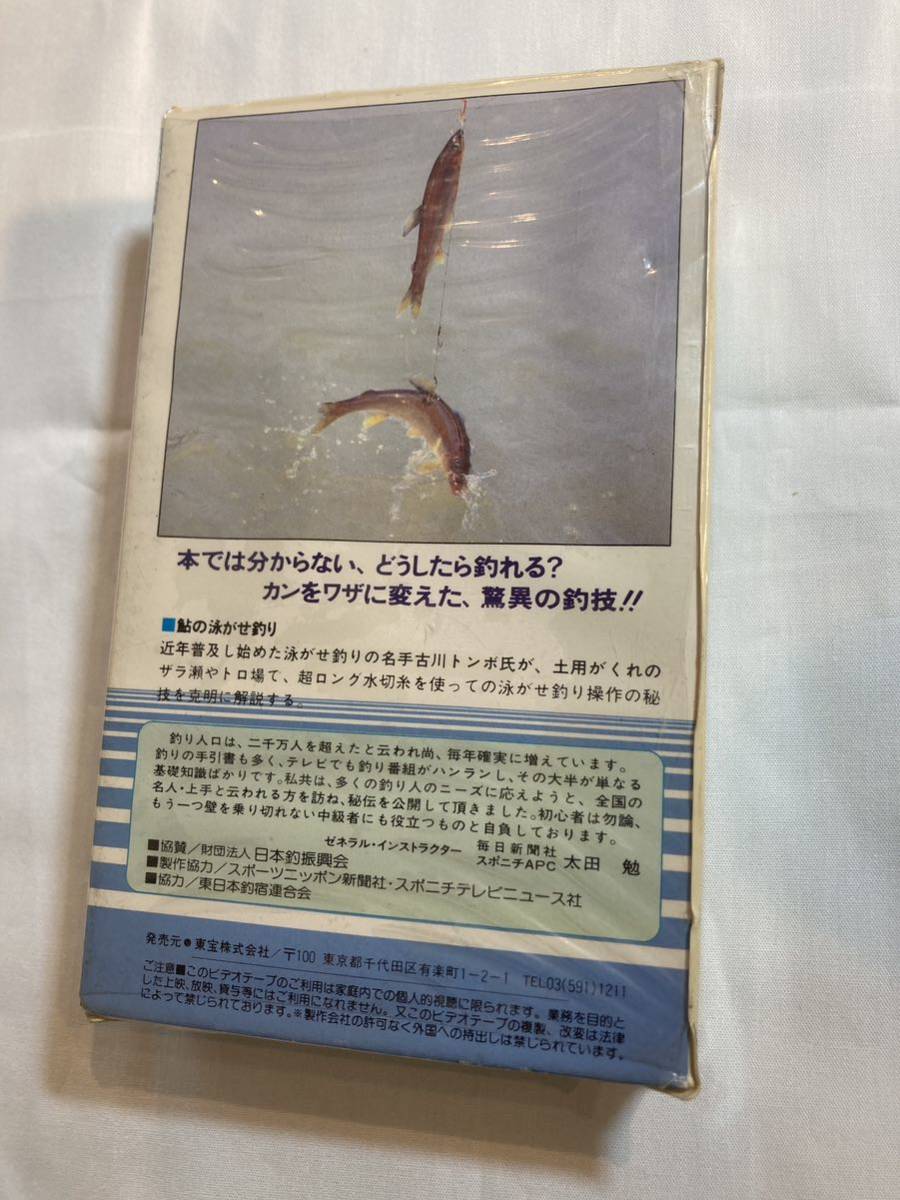 本では分からない、どうしたら釣れる?
カンをワザに変えた、驚異の釣技!!
■鮎の泳がせ釣り
近年普及し始めた泳がせ釣りの名手古川トンボ氏が、土用がくれの
ザラ瀬やトロ場で、超ロング水切糸を使っての泳がせ釣り操作の秘
技を克明に解説する。
釣り人口は、二千万人を超えたと云われ尚、毎年確実に増えています。
釣りの手引書も多く、テレビでも釣り番組がハンランし、その大半が単なる
基礎知識ばかりです。私共は、多くの釣り人のニーズに応えようと、全国の
名人・上手と云われる方を訪ね、秘伝を公開して頂きました。初心者は勿論、
もう一つ壁を乗り切れない中級者にも役立つものと自負しております。
ゼネラル・インストラクター 毎日新聞社 スポニチAPC 太田 勉
■協賛/財団法人 日本釣振興会
■製作協力/スポーツニッポン新聞社・スポニチテレビニュース社
■協力/東日本釣宿連合会
発売元●東宝株式会社/〒100 東京都千代田区有楽町1-2-1 TEL03(591)1211
ご注意■このビデオテープのご利用は家庭内での個人的視聴に限られます。業務を目的と
した上映、放映、貸与等にはご利用になれません。又このビデオテープの複製、改変は法律
によって禁じられております。※製作会社の許可なく外国への持出しは禁じられています。